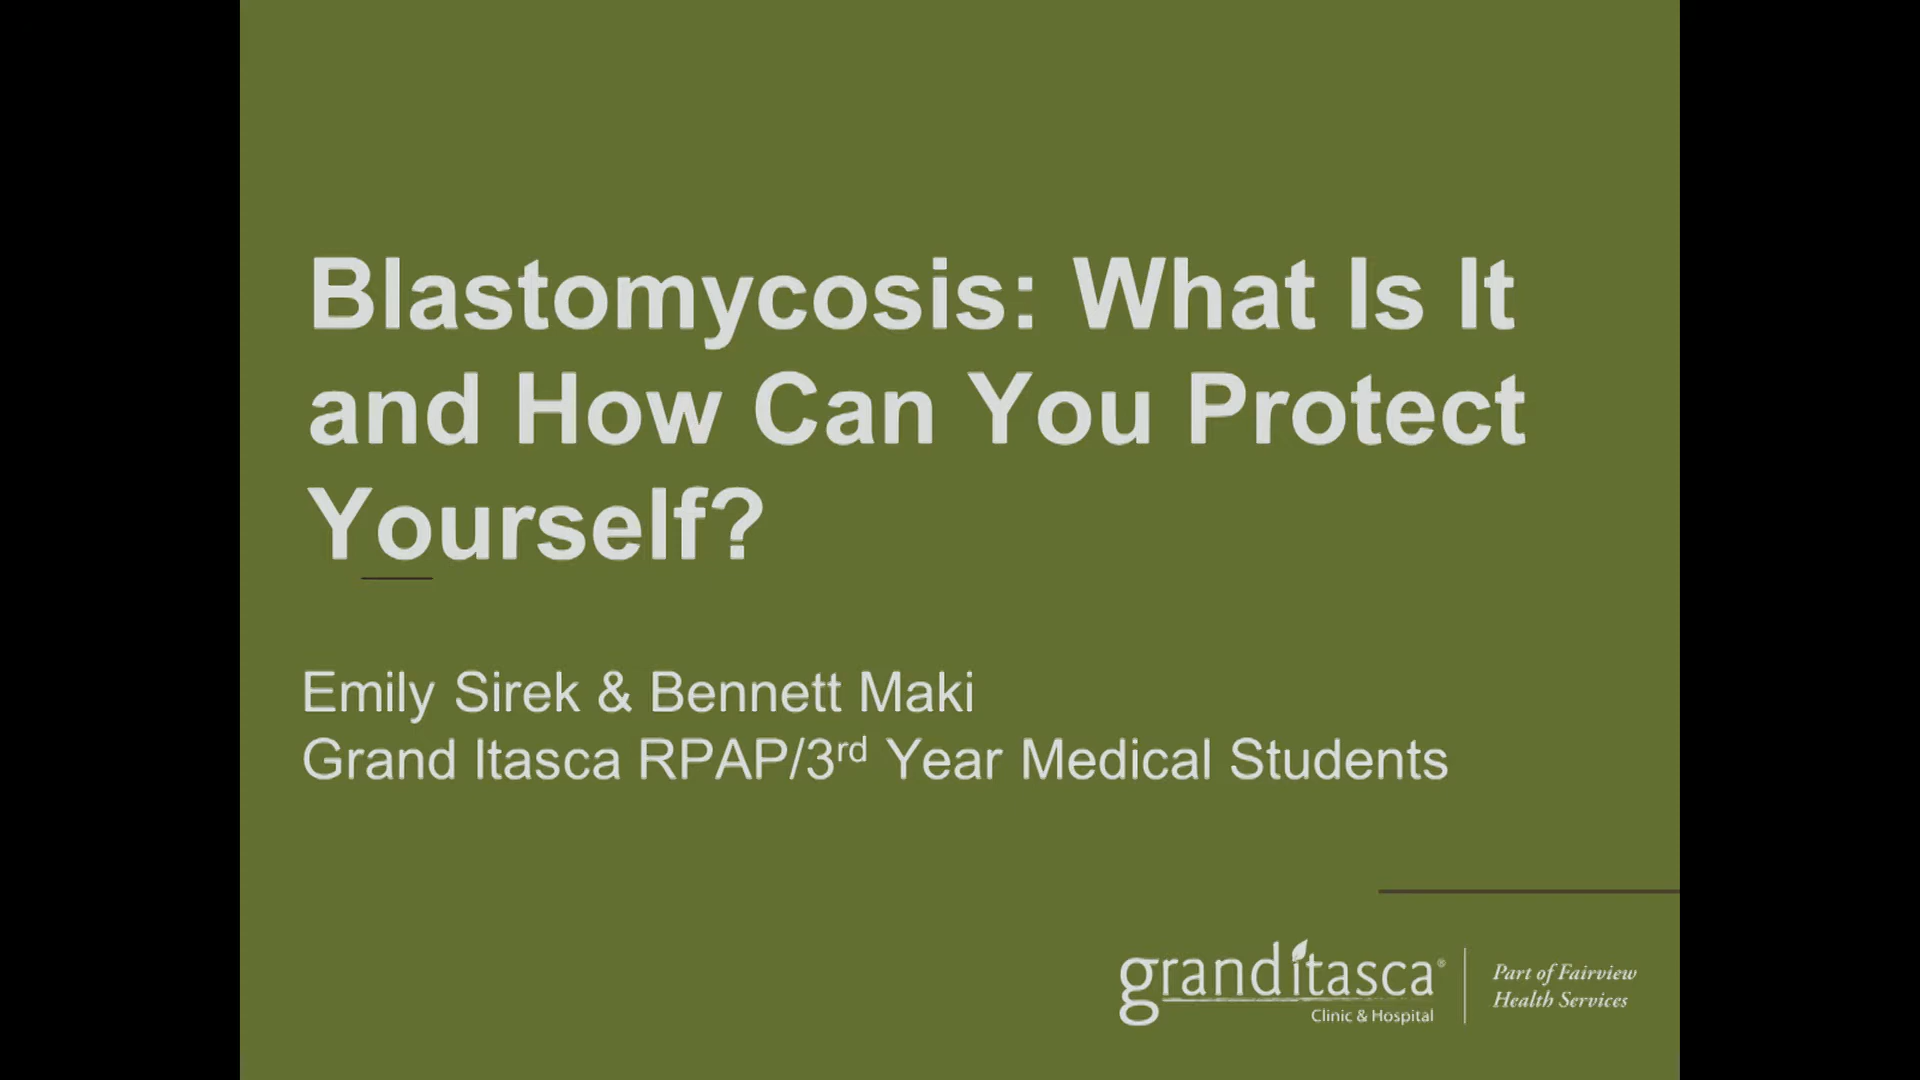 Blastomycosis: What Is It
and How Can You Protect
Yourself?
Emily Sirek & Bennett Maki
Grand Itasca RPAP/3rd Year Medical Students
granditasca®
Clinic & Hospital
Part of Fairview
Health Services